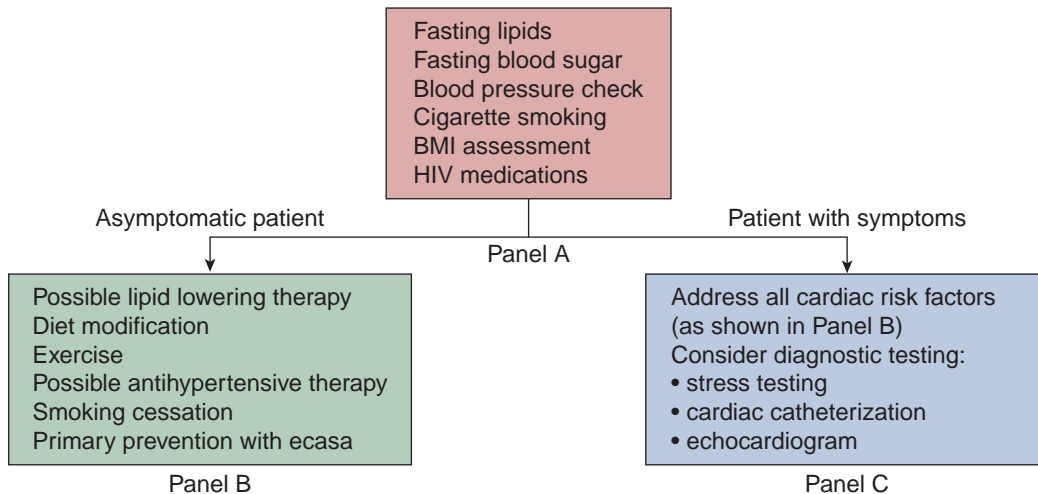 Fasting lipids
Fasting blood sugar
Blood pressure check
Cigarette smoking
BMI assessment
HIV medications
Asymptomatic patient
Patient with symptoms
Panel A
Possible lipid lowering therapy
Diet modification
Exercise
Possible antihypertensive therapy
Smoking cessation
Primary prevention with ecasa
Panel B
Address all cardiac risk factors
(as shown in Panel B)
Consider diagnostic testing:
• stress testing
• cardiac catheterization
• echocardiogram
Panel C